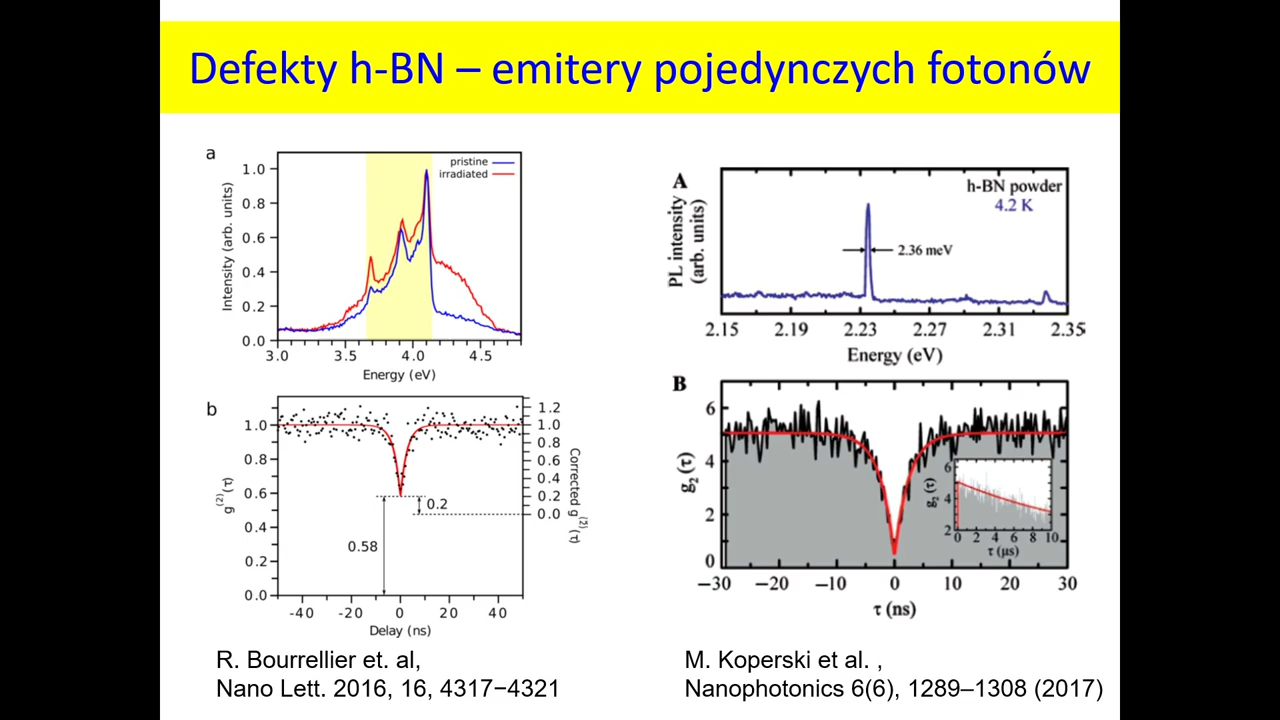 Defekty h-BN – emitery pojedynczych fotonów
a
pristine
irradiated
Intensity (arb. units)
1.0
0.8
0.6
0.4
0.2
0.0
3.0 3.5 4.0 4.5
Energy (eV)
b
g⁽²⁾(τ)
1.0
0.8
0.6
0.4
0.2
0.0
1.2
1.0
0.8
0.6
0.4
0.2
0.0
Corrected g⁽²⁾(τ)
0.2
0.58
-40 -20 0 20 40
Delay (ns)
R. Bourrellier et. al,
Nano Lett. 2016, 16, 4317−4321
A
h-BN powder
4.2 K
PL intensity
(arb. units)
2.36 meV
2.15 2.19 2.23 2.27 2.31 2.35
Energy (eV)
B
g₂(τ)
6
4
2
0
g₂(τ)
6
4
2
0 2 4 6 8 10
τ (μs)
−30 −20 −10 0 10 20 30
τ (ns)
M. Koperski et al. ,
Nanophotonics 6(6), 1289–1308 (2017)